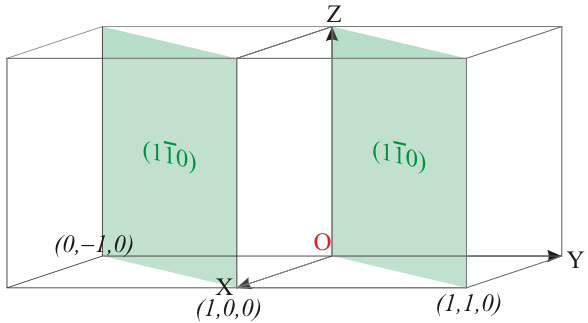 Z
(11̅0)
(11̅0)
O
(0,–1,0)
Y
X
(1,0,0)
(1,1,0)